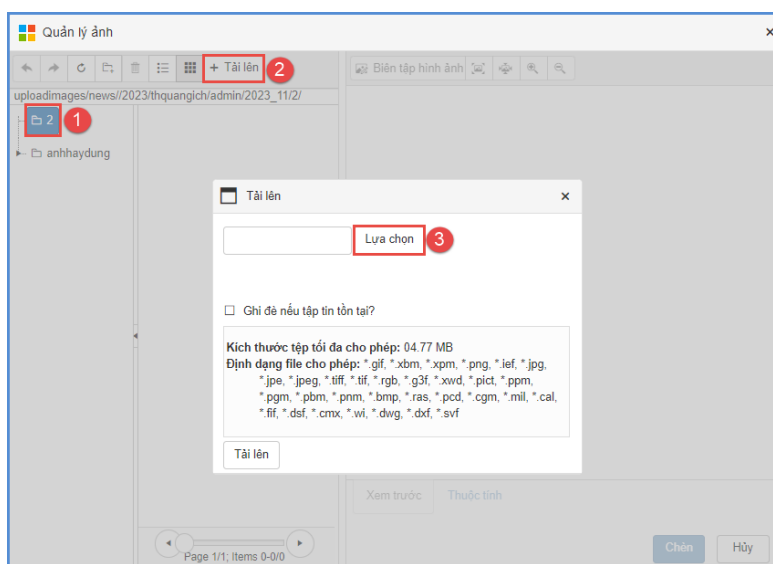 Quản lý ảnh
×
+ Tải lên
2
Biên tập hình ảnh
uploadimages/news//2023/thquangich/admin/2023_11/2/
2
1
anhhaydung
Tải lên
×
Lựa chọn
3
Ghi đè nếu tập tin tồn tại?
Kích thước tệp tối đa cho phép: 04.77 MB
Định dạng file cho phép: *.gif, *.xbm, *.xpm, *.png, *.ief, *.jpg,
*.jpe, *.jpeg, *.tiff, *.tif, *.rgb, *.g3f, *.xwd, *.pict, *.ppm,
*.pgm, *.pbm, *.pnm, *.bmp, *.ras, *.pcd, *.cgm, *.mil, *.cal,
*.fif, *.dsf, *.cmx, *.wi, *.dwg, *.dxf, *.svf
Tải lên
Xem trước
Thuộc tính
Page 1/1; Items 0-0/0
Chèn
Hủy